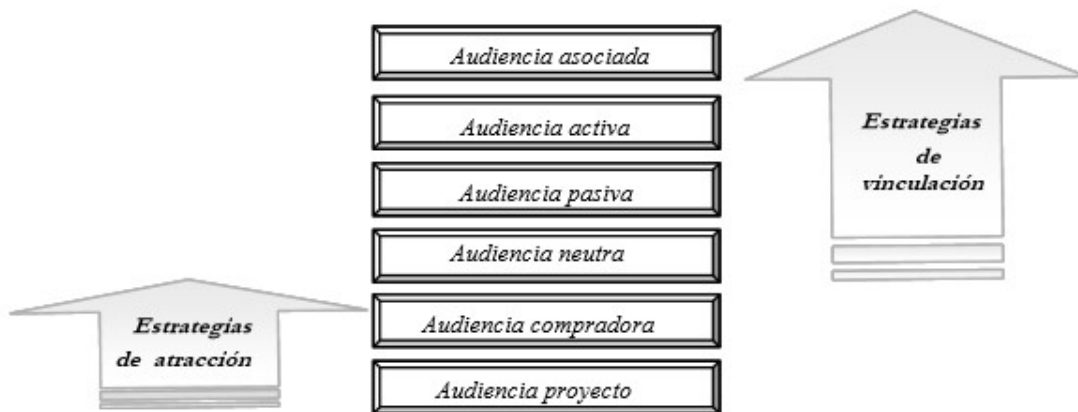 Audiencia asociada
Audiencia activa
Audiencia pasiva
Audiencia neutra
Audiencia compradora
Audiencia proyecto
Estrategias
de
vinculación
Estrategias
de atracción